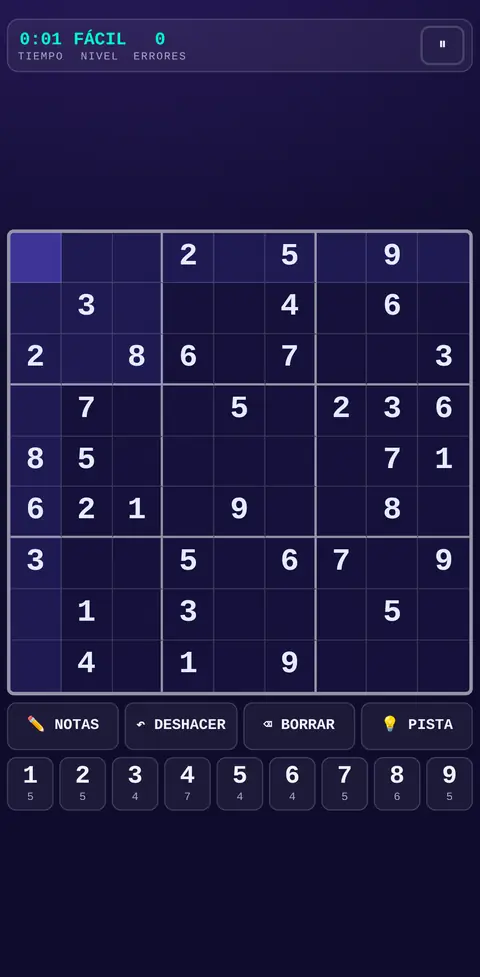 0:01 FÁCIL 0
TIEMPO NIVEL ERRORES
⏸
2 5 9
3 4 6
2 8 6 7 3
7 5 2 3 6
8 5 7 1
6 2 1 9 8
3 5 6 7 9
1 3 5
4 1 9
✏️ NOTAS ↶ DESHACER ⌫ BORRAR 💡 PISTA
1 2 3 4 5 6 7 8 9
5 5 4 7 4 4 5 6 5